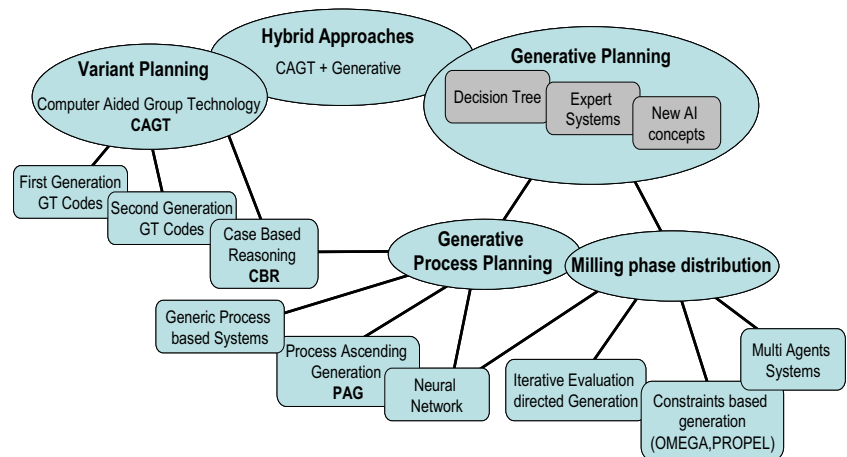 Hybrid Approaches
CAGT + Generative
Variant Planning
Computer Aided Group Technology
CAGT
Generative Planning
Decision Tree
Expert
Systems
New AI
concepts
First Generation
GT Codes
Second Generation
GT Codes
Case Based
Reasoning
CBR
Generative
Process Planning
Milling phase distribution
Generic Process
based Systems
Process Ascending
Generation
PAG
Neural
Network
Iterative Evaluation
directed Generation
Constraints based
generation
(OMEGA,PROPEL)
Multi Agents
Systems